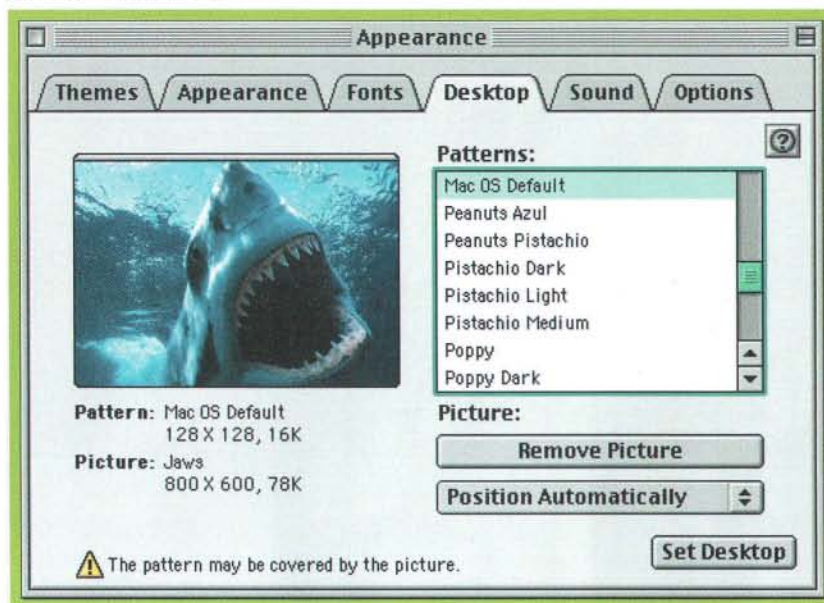 Appearance
Themes Appearance Fonts Desktop Sound Options
Patterns:
Mac OS Default
Peanuts Azul
Peanuts Pistachio
Pistachio Dark
Pistachio Light
Pistachio Medium
Poppy
Poppy Dark
Pattern: Mac OS Default
128 X 128, 16K
Picture: Jaws
800 X 600, 78K
Picture:
Remove Picture
Position Automatically
The pattern may be covered by the picture.
Set Desktop